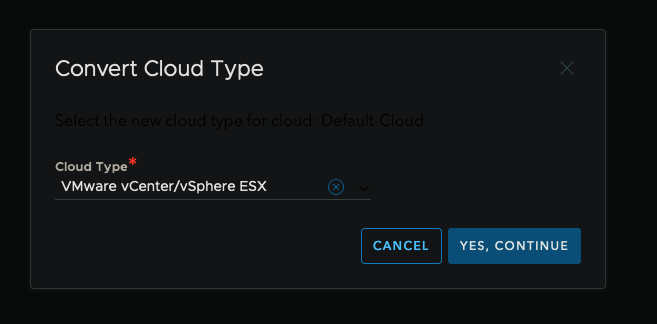 Convert Cloud Type
Select the new cloud type for cloud: Default-Cloud
Cloud Type*
VMware vCenter/vSphere ESX
CANCEL
YES, CONTINUE